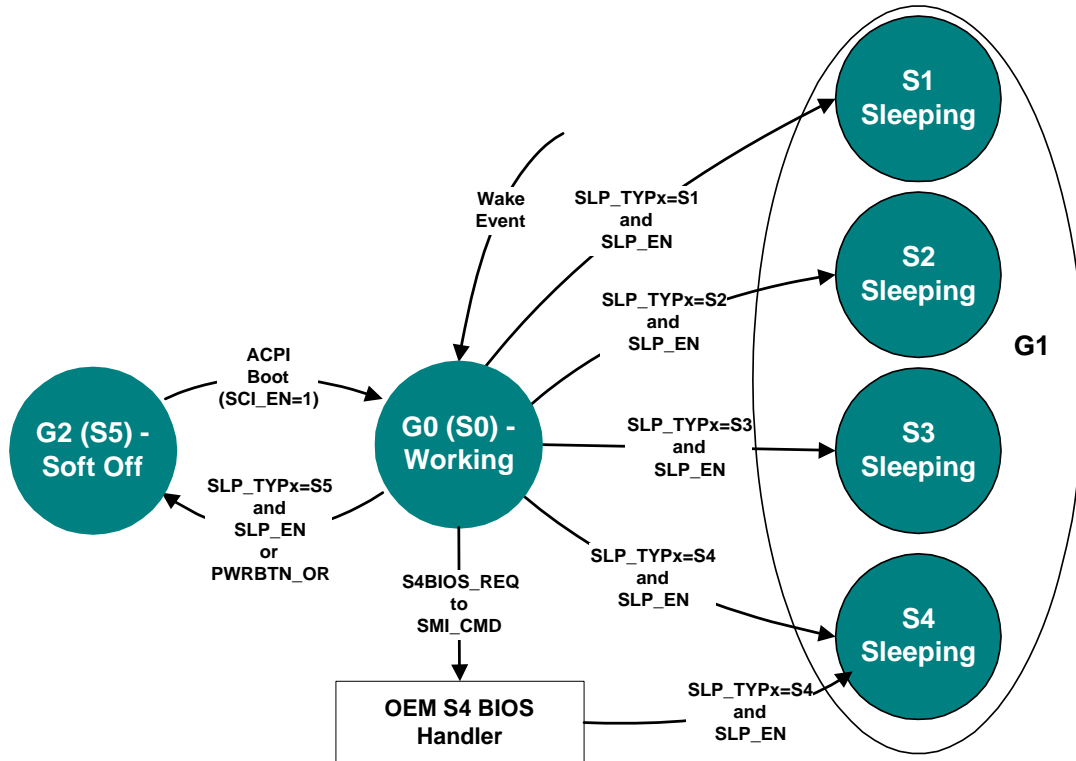 S1
Sleeping
Wake
Event
SLP_TYPx=S1
and
SLP_EN
S2
Sleeping
SLP_TYPx=S2
and
SLP_EN
G1
ACPI
Boot
(SCI_EN=1)
G2 (S5) -
Soft Off
G0 (S0) -
Working
SLP_TYPx=S3
and
SLP_EN
S3
Sleeping
SLP_TYPx=S5
and
SLP_EN
or
PWRBTN_OR
S4BIOS_REQ
to
SMI_CMD
SLP_TYPx=S4
and
SLP_EN
S4
Sleeping
OEM S4 BIOS
Handler
SLP_TYPx=S4
and
SLP_EN